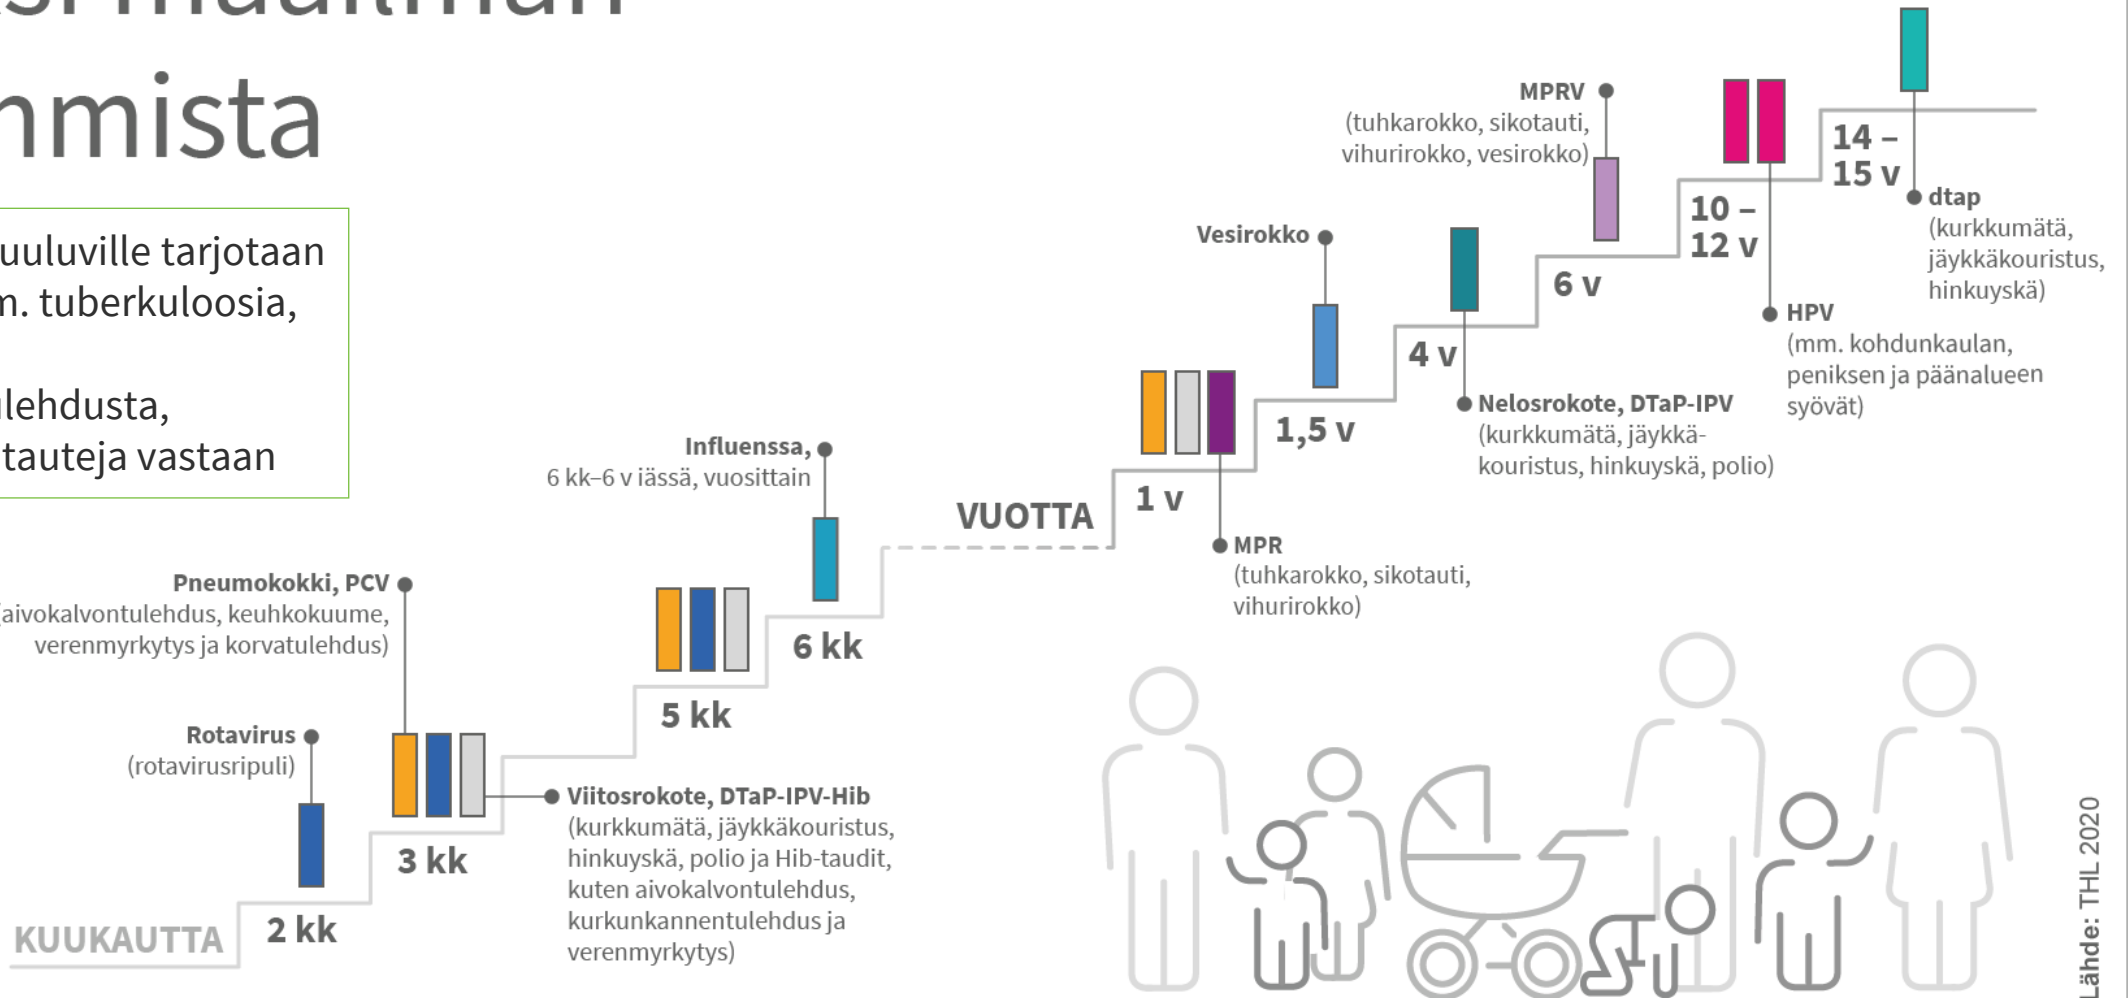 nmista
uuluville tarjotaan
m. tuberkuloosia,
ulehdusta,
tauteja vastaan
KUUKAUTTA
2 kk
Rotavirus
(rotavirusripuli)
3 kk
Pneumokokki, PCV
(aivokalvontulehdus, keuhkokuume,
verenmyrkytys ja korvatulehdus)
Viitosrokote, DTaP-IPV-Hib
(kurkkumätä, jäykkäkouristus,
hinkuyskä, polio ja Hib-taudit,
kuten aivokalvontulehdus,
kurkunkannentulehdus ja
verenmyrkytys)
5 kk
6 kk
Influenssa,
6 kk–6 v iässä, vuosittain
VUOTTA
1 v
MPR
(tuhkarokko, sikotauti,
vihurirokko)
1,5 v
Vesirokko
4 v
Nelosrokote, DTaP-IPV
(kurkkumätä, jäykkä-
kouristus, hinkuyskä, polio)
6 v
MPRV
(tuhkarokko, sikotauti,
vihurirokko, vesirokko)
10 –
12 v
HPV
(mm. kohdunkaulan,
peniksen ja päänalueen
syövät)
14 –
15 v
dtap
(kurkkumätä,
jäykkäkouristus,
hinkuyskä)
Lähde: THL 2020